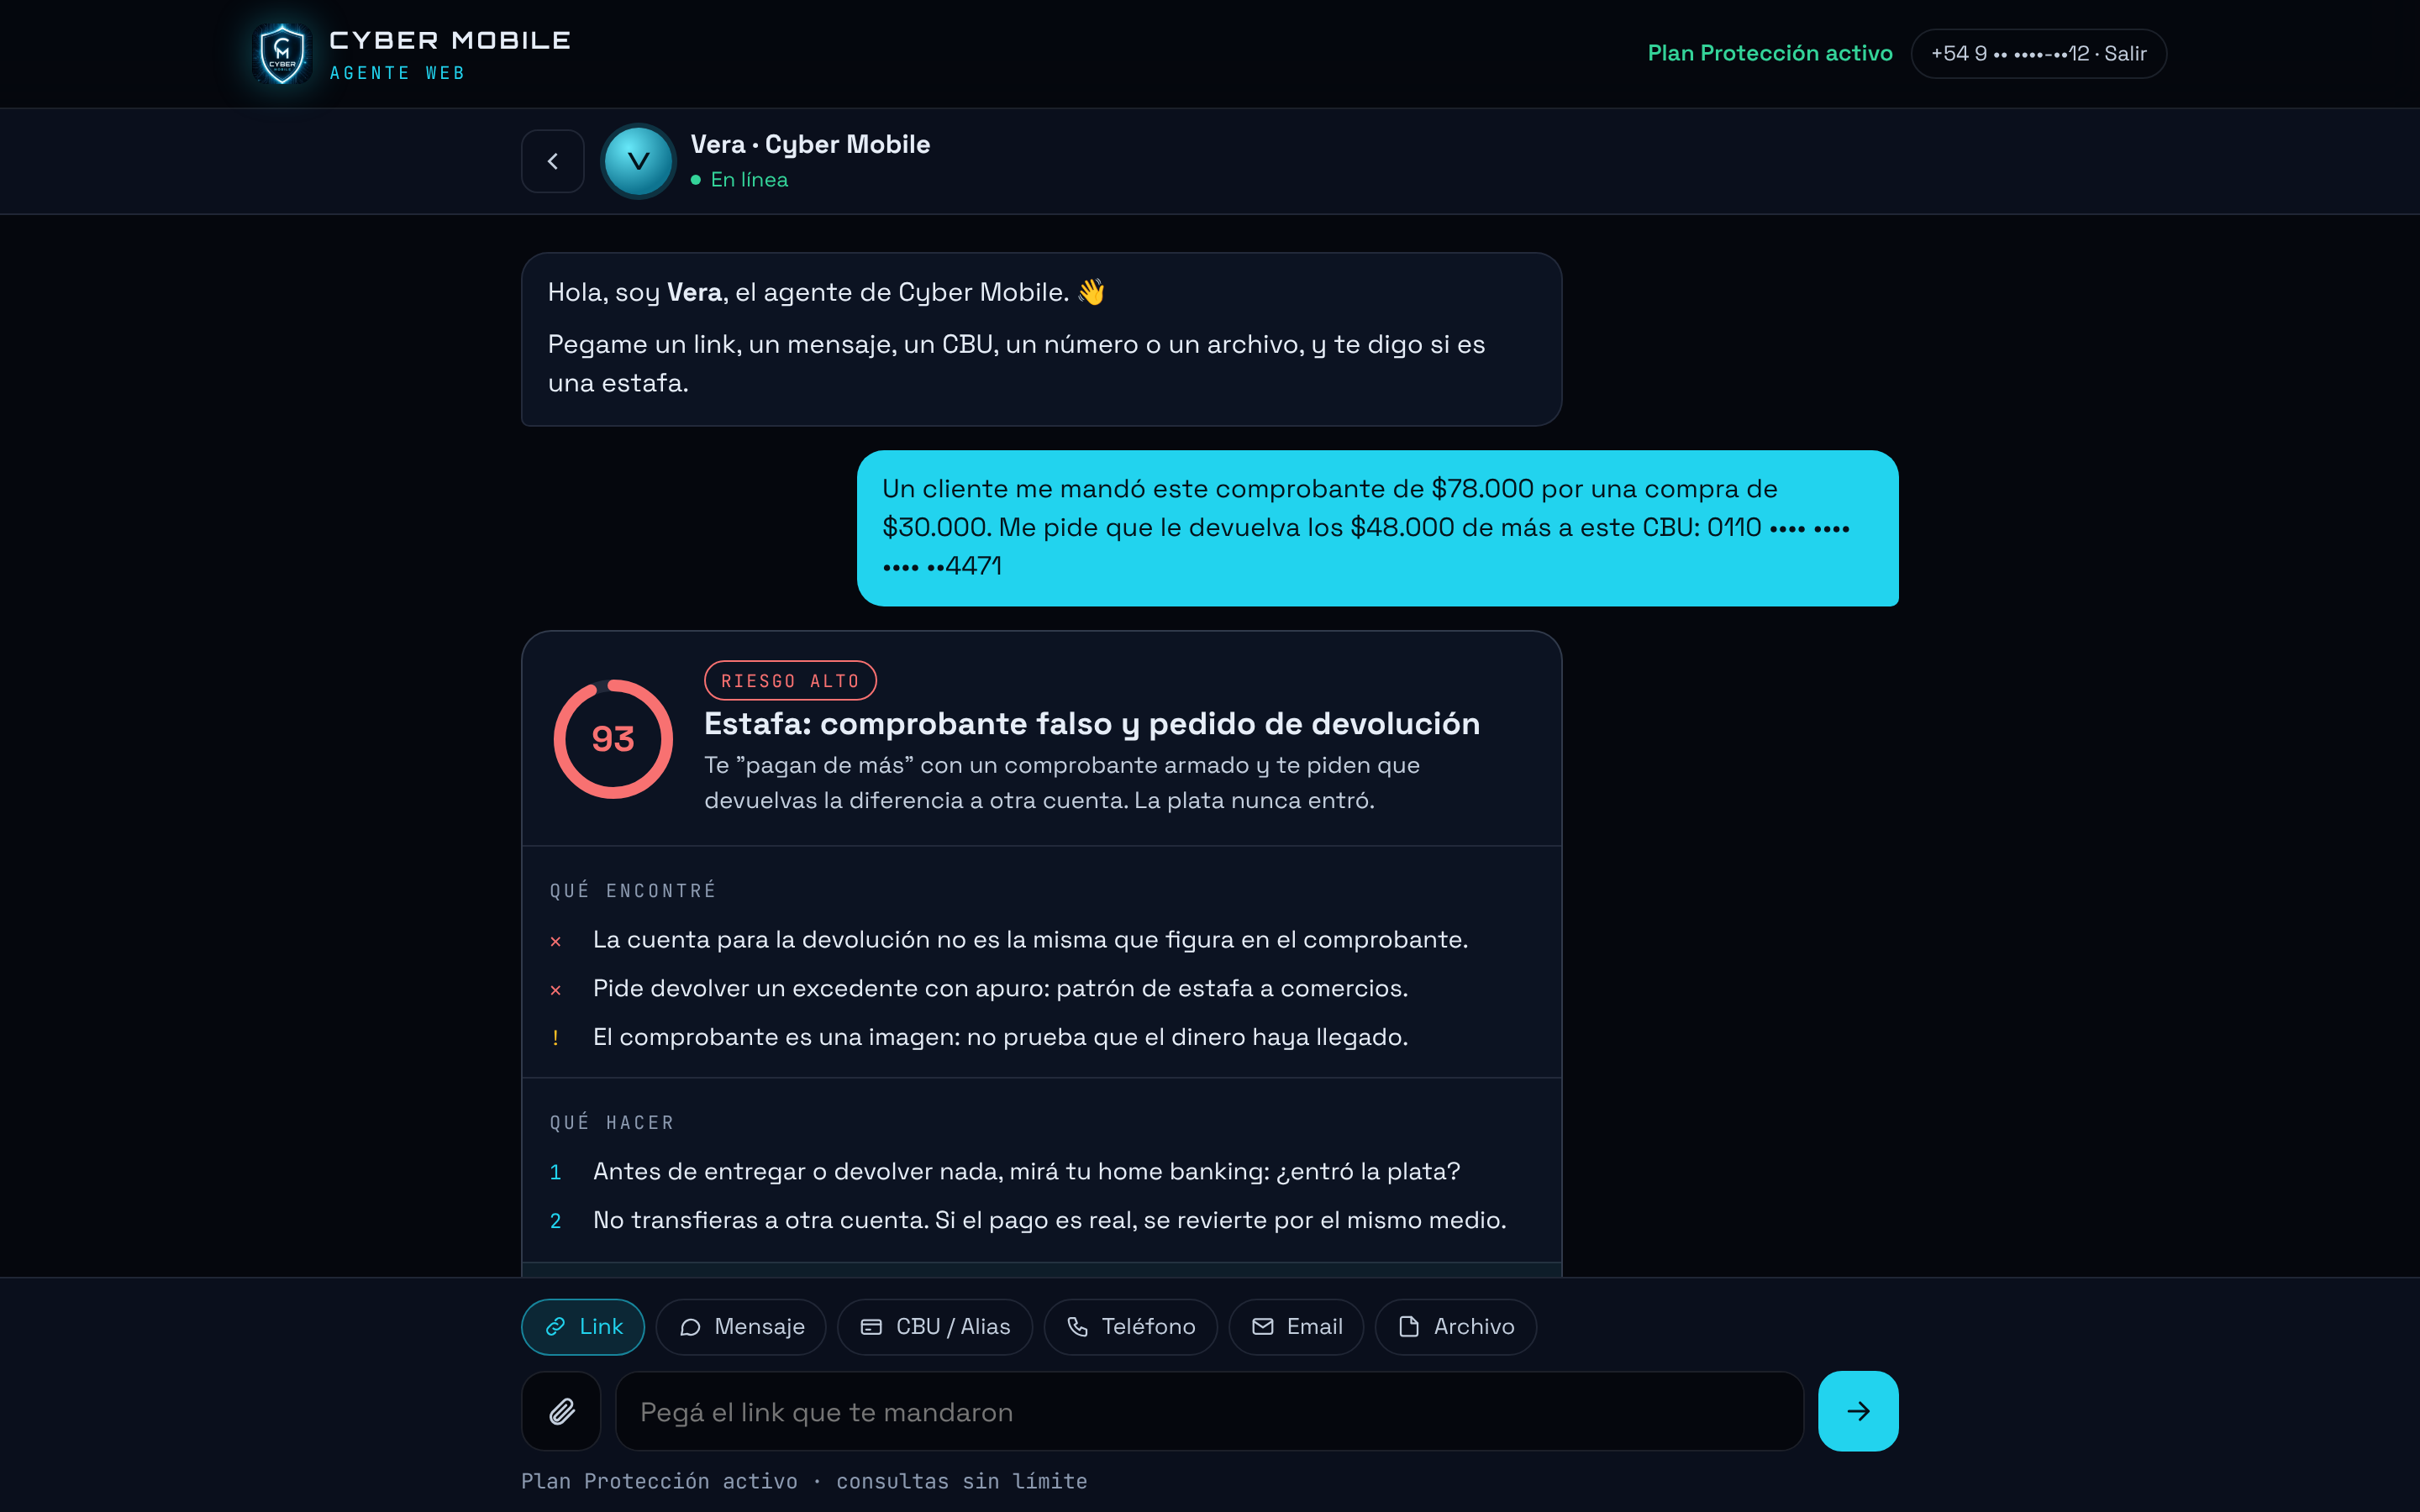 CYBER MOBILE
AGENTE WEB
Plan Protección activo
+54 9 •• ••••-••12 · Salir
V
Vera · Cyber Mobile
En línea
Hola, soy Vera, el agente de Cyber Mobile. 👋
Pegame un link, un mensaje, un CBU, un número o un archivo, y te digo si es
una estafa.
Un cliente me mandó este comprobante de $78.000 por una compra de
$30.000. Me pide que le devuelva los $48.000 de más a este CBU: 0110 •••• ••••
•••• ••4471
93
RIESGO ALTO
Estafa: comprobante falso y pedido de devolución
Te ”pagan de más” con un comprobante armado y te piden que
devuelvas la diferencia a otra cuenta. La plata nunca entró.
QUÉ ENCONTRÉ
× La cuenta para la devolución no es la misma que figura en el comprobante.
× Pide devolver un excedente con apuro: patrón de estafa a comercios.
! El comprobante es una imagen: no prueba que el dinero haya llegado.
QUÉ HACER
1 Antes de entregar o devolver nada, mirá tu home banking: ¿entró la plata?
2 No transfieras a otra cuenta. Si el pago es real, se revierte por el mismo medio.
Link
Mensaje
CBU / Alias
Teléfono
Email
Archivo
Pegá el link que te mandaron
Plan Protección activo · consultas sin límite